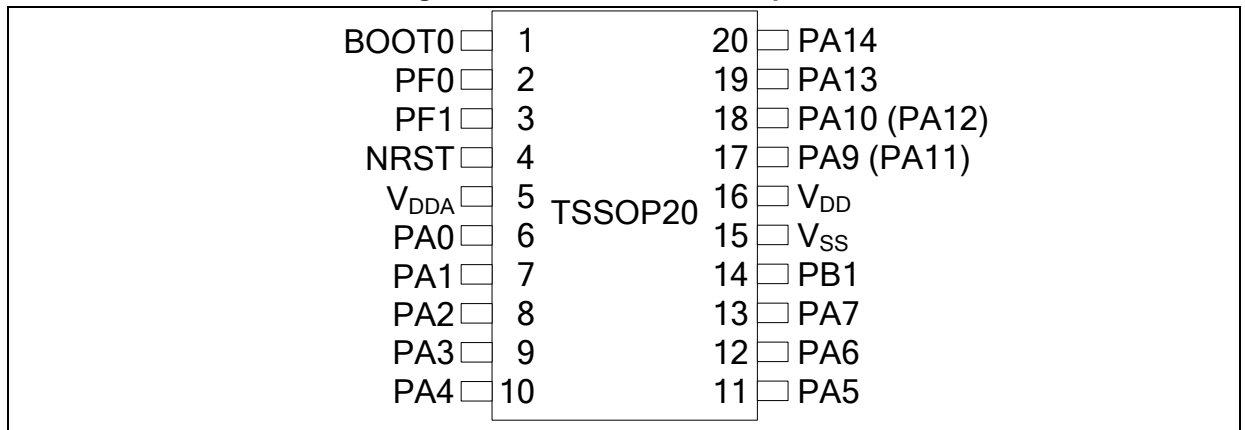 BOOT0 1 20 PA14
PF0 2 19 PA13
PF1 3 18 PA10 (PA12)
NRST 4 17 PA9 (PA11)
VDDA 5 16 VDD
TSSOP20
PA0 6 15 VSS
PA1 7 14 PB1
PA2 8 13 PA7
PA3 9 12 PA6
PA4 10 11 PA5